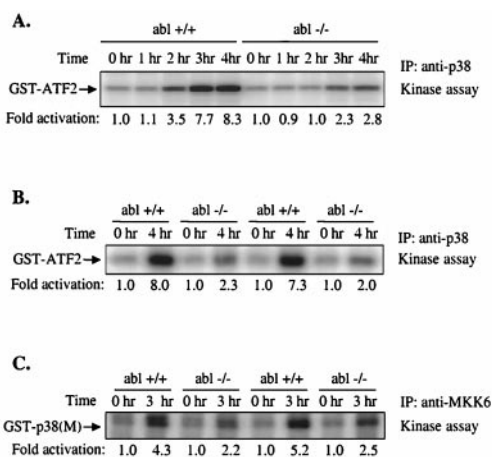 A.
abl +/+ abl -/-
Time 0 hr 1 hr 2 hr 3hr 4hr 0 hr 1 hr 2 hr 3hr 4hr IP: anti-p38
GST-ATF2 Kinase assay
Fold activation: 1.0 1.1 3.5 7.7 8.3 1.0 0.9 1.0 2.3 2.8
B.
abl +/+ abl -/- abl +/+ abl -/-
Time 0 hr 4 hr 0 hr 4 hr 0 hr 4 hr 0 hr 4 hr IP: anti-p38
GST-ATF2 Kinase assay
Fold activation: 1.0 8.0 1.0 2.3 1.0 7.3 1.0 2.0
C.
abl +/+ abl -/- abl +/+ abl -/-
Time 0 hr 3 hr 0 hr 3 hr 0 hr 3 hr 0 hr 3 hr IP: anti-MKK6
GST-p38(M) Kinase assay
Fold activation: 1.0 4.3 1.0 2.2 1.0 5.2 1.0 2.5